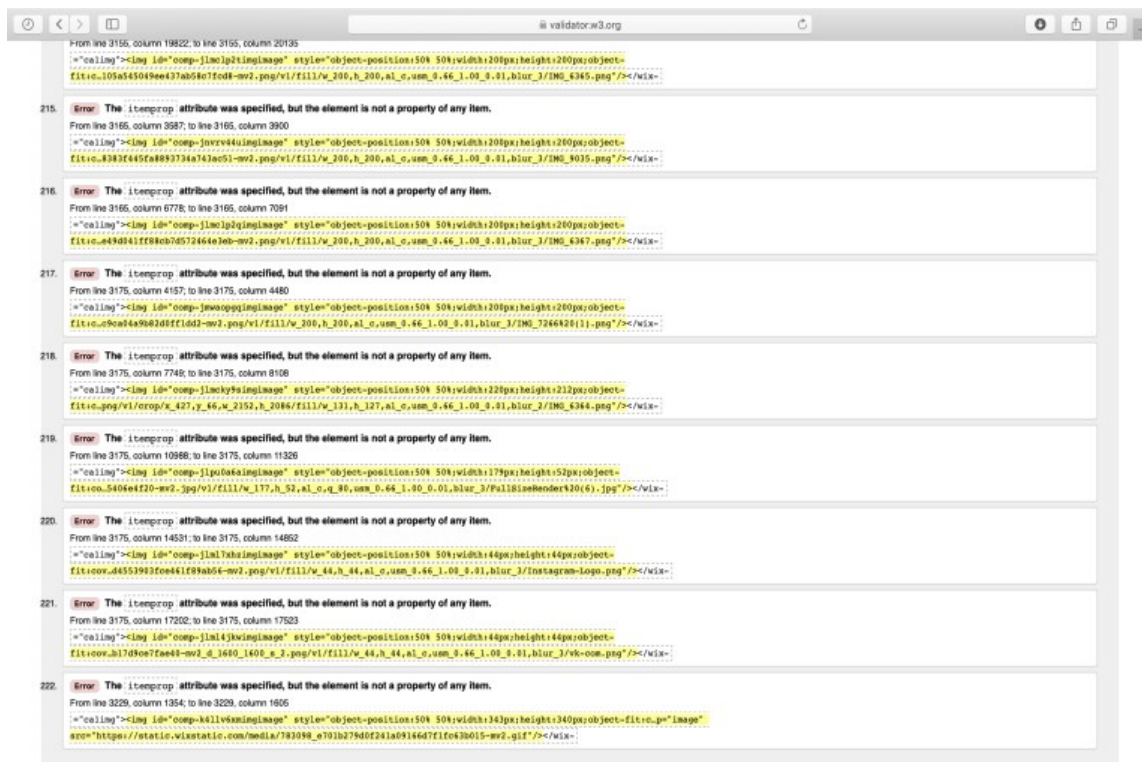 validator.w3.org
From line 3155, column 19822; to line 3155, column 20135
="calimg"><img id="comp-jlmclp2timgimage" style="object-position:50% 50%;width:200px;height:200px;object-
fit:c…105a545049ee437ab58c7fcd8-mv2.png/v1/fill/w_200,h_200,al_c,usm_0.66_1.00_0.01,blur_3/IMG_6365.png"/></wix-
215. Error The itemprop attribute was specified, but the element is not a property of any item.
From line 3165, column 3587; to line 3165, column 3900
="calimg"><img id="comp-jnvrv44uimgimage" style="object-position:50% 50%;width:200px;height:200px;object-
fit:c…8383f445fa8893734a743ac51-mv2.png/v1/fill/w_200,h_200,al_c,usm_0.66_1.00_0.01,blur_3/IMG_9035.png"/></wix-
216. Error The itemprop attribute was specified, but the element is not a property of any item.
From line 3165, column 6778; to line 3165, column 7091
="calimg"><img id="comp-jlmclp2qimgimage" style="object-position:50% 50%;width:200px;height:200px;object-
fit:c…e49d041ff88cb7d572464e3eb-mv2.png/v1/fill/w_200,h_200,al_c,usm_0.66_1.00_0.01,blur_3/IMG_6367.png"/></wix-
217. Error The itemprop attribute was specified, but the element is not a property of any item.
From line 3175, column 4157; to line 3175, column 4480
="calimg"><img id="comp-jmwaopgqimgimage" style="object-position:50% 50%;width:200px;height:200px;object-
fit:c…c9ca04a9b82d0ff1dd2-mv2.png/v1/fill/w_200,h_200,al_c,usm_0.66_1.00_0.01,blur_3/IMG_7266%20(1).png"/></wix-
218. Error The itemprop attribute was specified, but the element is not a property of any item.
From line 3175, column 7749; to line 3175, column 8108
="calimg"><img id="comp-jlmcky9simgimage" style="object-position:50% 50%;width:220px;height:212px;object-
fit:c…png/v1/crop/x_427,y_66,w_2152,h_2086/fill/w_131,h_127,al_c,usm_0.66_1.00_0.01,blur_2/IMG_6364.png"/></wix-
219. Error The itemprop attribute was specified, but the element is not a property of any item.
From line 3175, column 10988; to line 3175, column 11326
="calimg"><img id="comp-jlpu0a6aimgimage" style="object-position:50% 50%;width:179px;height:52px;object-
fit:co…5406e4f20-mv2.jpg/v1/fill/w_177,h_52,al_c,q_80,usm_0.66_1.00_0.01,blur_3/FullSizeRender%20(6).jpg"/></wix-
220. Error The itemprop attribute was specified, but the element is not a property of any item.
From line 3175, column 14531; to line 3175, column 14852
="calimg"><img id="comp-jlml7xhzimgimage" style="object-position:50% 50%;width:44px;height:44px;object-
fit:cov…d4553903fce461f89ab56-mv2.png/v1/fill/w_44,h_44,al_c,usm_0.66_1.00_0.01,blur_3/Instagram-Logo.png"/></wix-
221. Error The itemprop attribute was specified, but the element is not a property of any item.
From line 3175, column 17202; to line 3175, column 17523
="calimg"><img id="comp-jlml4jkwimgimage" style="object-position:50% 50%;width:44px;height:44px;object-
fit:cov…b17d9ce7fae40-mv2_d_1600_1600_s_2.png/v1/fill/w_44,h_44,al_c,usm_0.66_1.00_0.01,blur_3/vk-com.png"/></wix-
222. Error The itemprop attribute was specified, but the element is not a property of any item.
From line 3229, column 1354; to line 3229, column 1605
="calimg"><img id="comp-k4llv6xmimgimage" style="object-position:50% 50%;width:343px;height:340px;object-fit:c…p="image"
src="https://static.wixstatic.com/media/783098_e701b279d0f241a09166d7f1fc63b015-mv2.gif"/></wix-